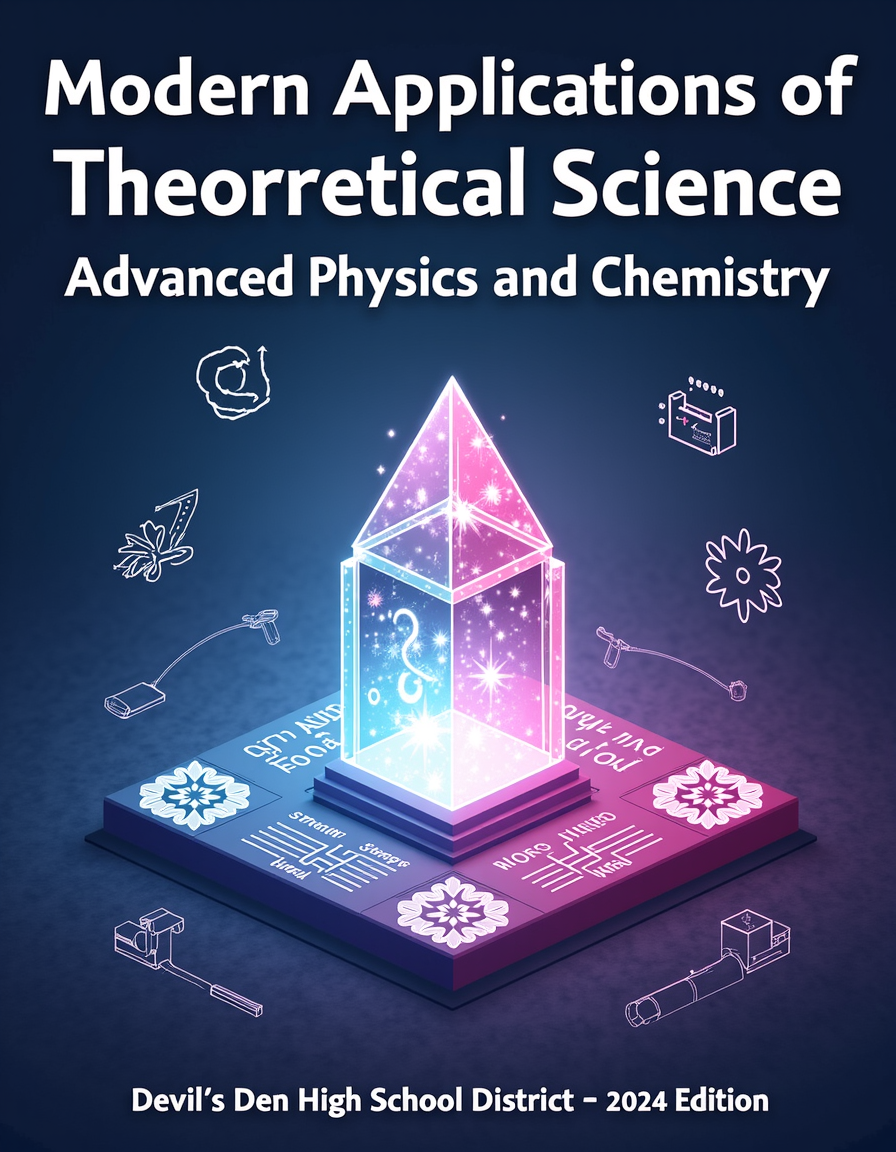 Modern Applications of
Theorretical Science
Advanced Physics and Chemistry
Devil's Den High School District – 2024 Edition